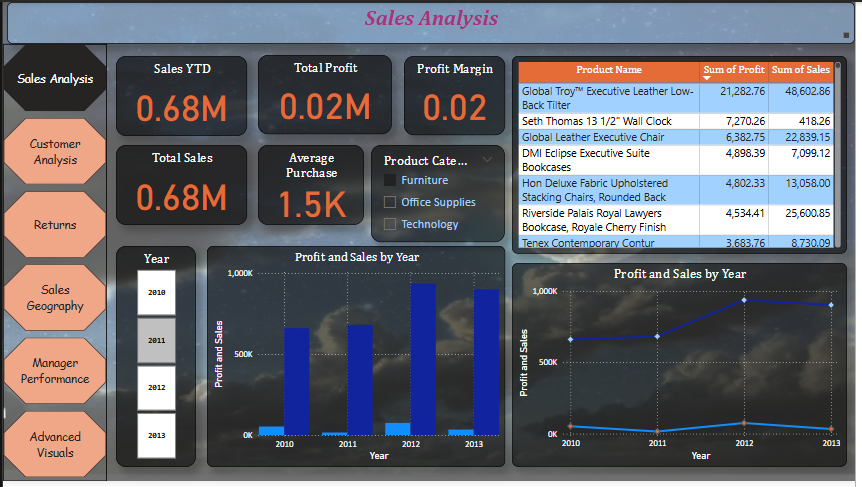 Sales Analysis
Sales Analysis
Customer
Analysis
Returns
Sales
Geography
Manager
Performance
Advanced
Visuals
Sales YTD
0.68M
Total Profit
0.02M
Profit Margin
0.02
Total Sales
0.68M
Average
Purchase
1.5K
Product Cate...
Furniture
Office Supplies
Technology
Product Name Sum of Profit Sum of Sales
Global Troy™ Executive Leather Low- 21,282.76 48,602.86
Back Tilter
Seth Thomas 13 1/2" Wall Clock 7,270.26 418.26
Global Leather Executive Chair 6,382.75 22,839.15
DMI Eclipse Executive Suite 4,898.39 7,099.12
Bookcases
Hon Deluxe Fabric Upholstered 4,802.33 13,058.00
Stacking Chairs, Rounded Back
Riverside Palais Royal Lawyers 4,534.41 25,600.85
Bookcase, Royale Cherry Finish
Tenex Contemporary Contur 3,683.76 8,730.09
Year
2010
2011
2012
2013
Profit and Sales by Year
Profit and Sales
1,000K
500K
0K
2010 2011 2012 2013
Year
Profit and Sales by Year
Profit and Sales
1,000K
500K
0K
2010 2011 2012 2013
Year